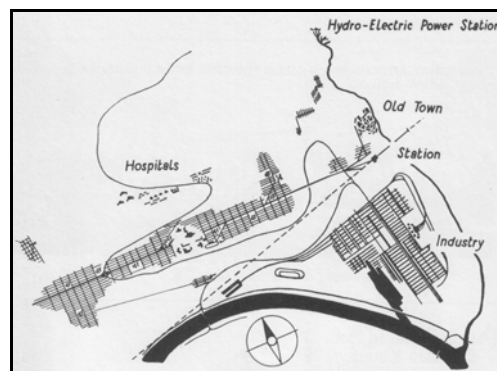 Hydro-Electric Power Station
Old Town
Station
Hospitals
Industry